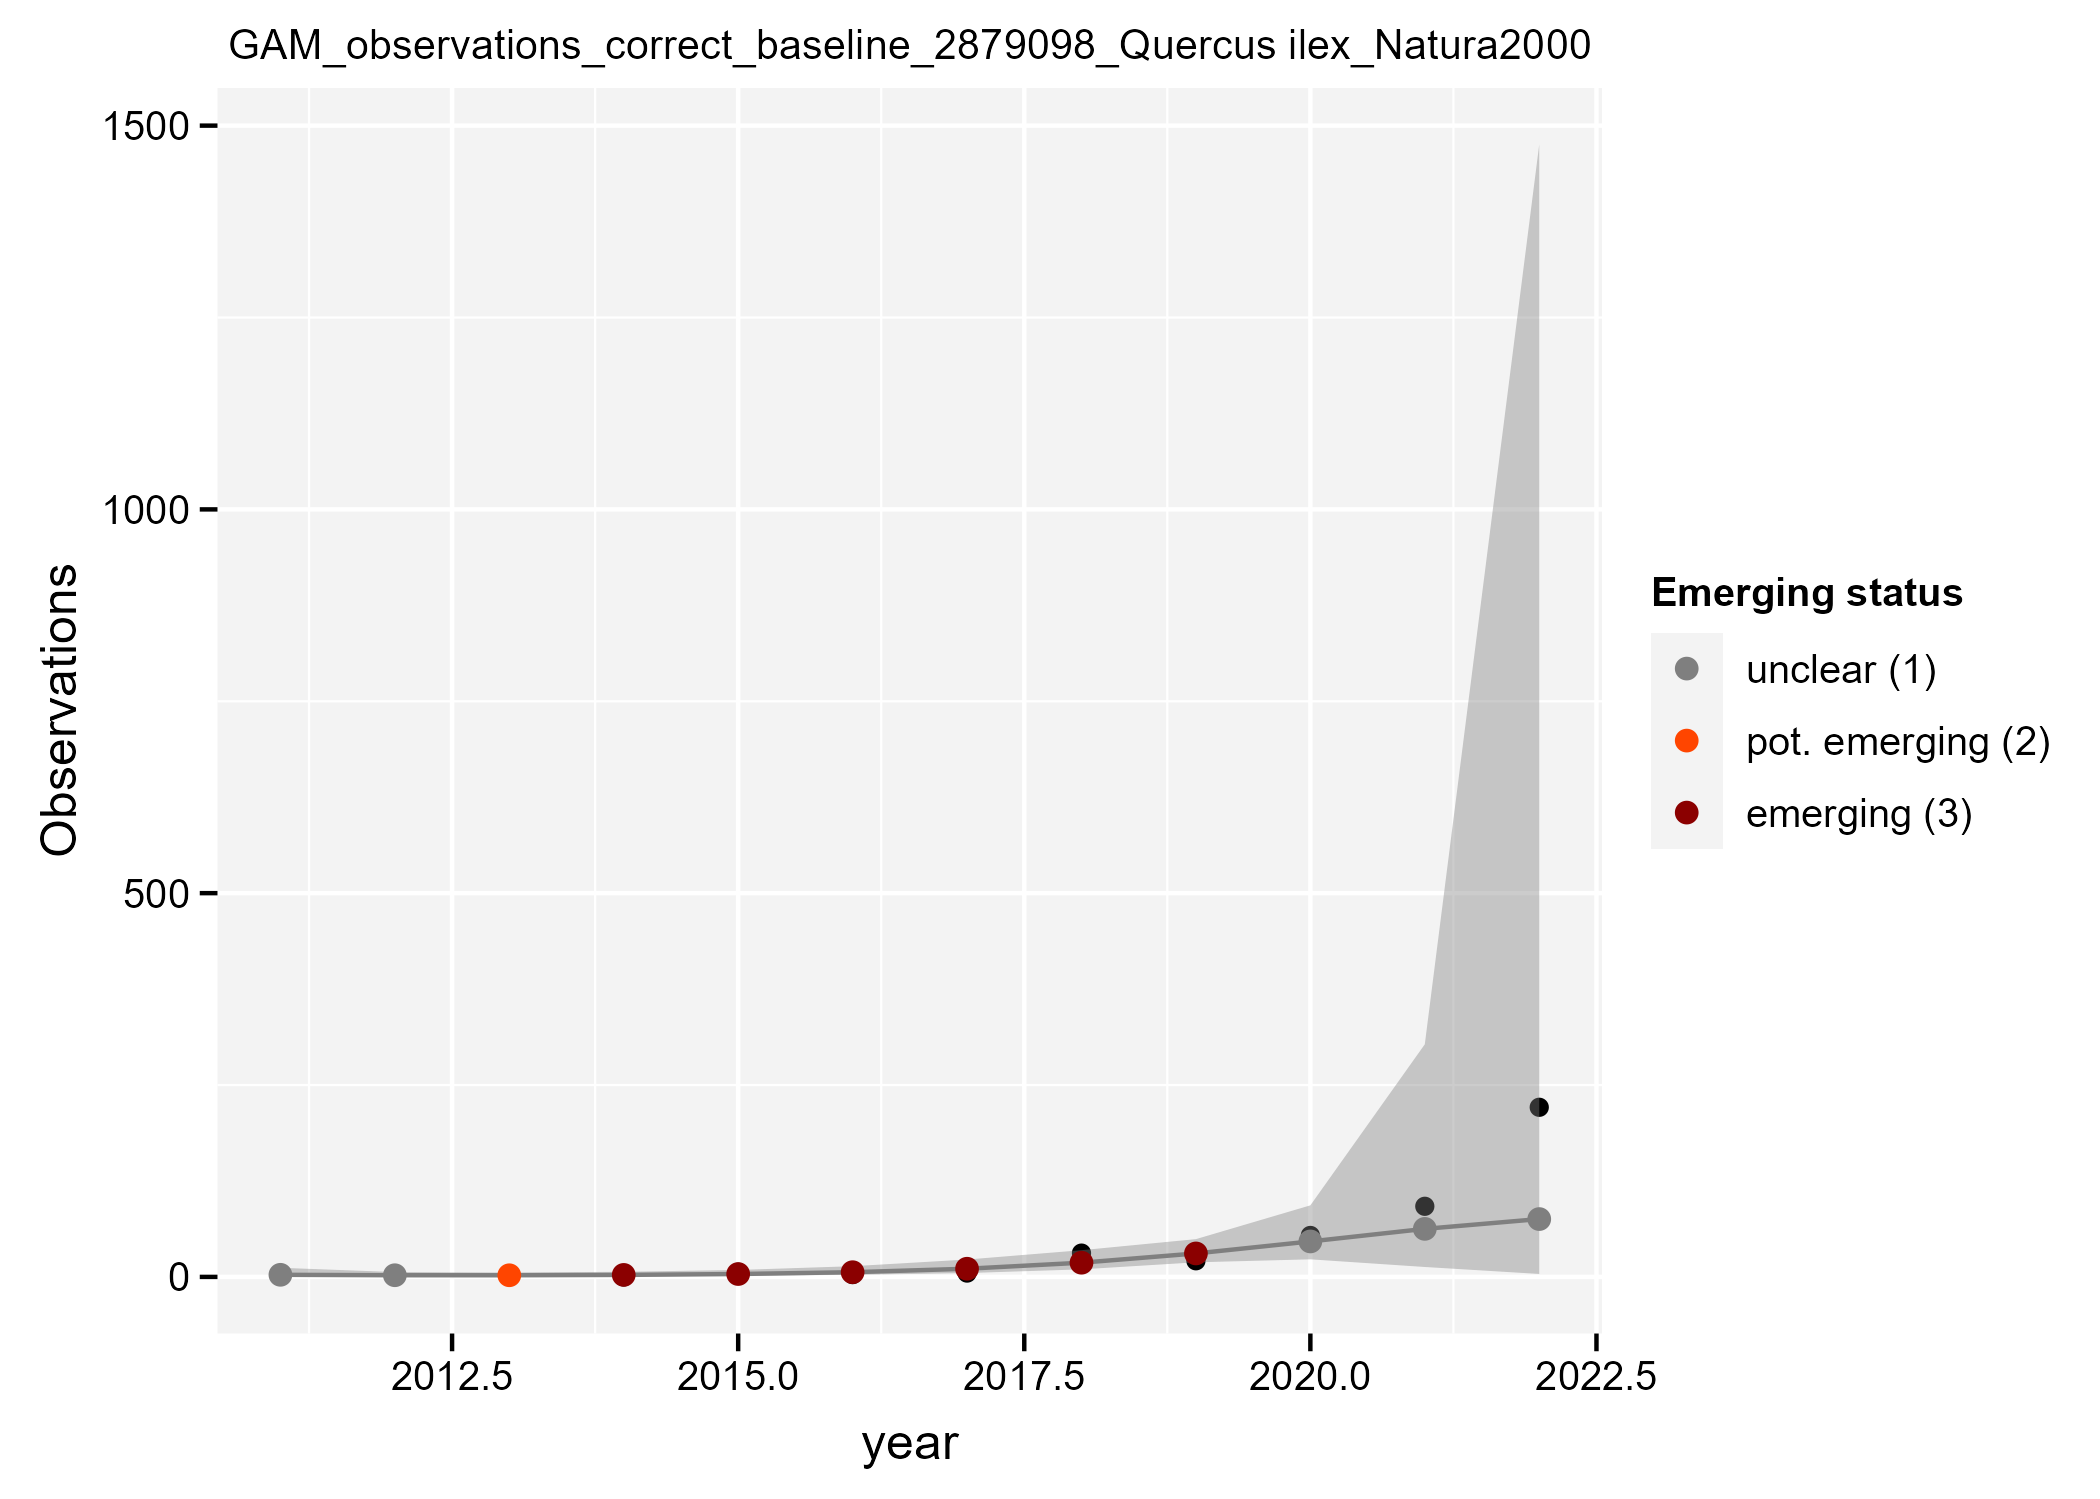 GAM_observations_correct_baseline_2879098_Quercus ilex_Natura2000
1500
1000
500
0
Observations
2012.5
2015.0
2017.5
2020.0
2022.5
year
Emerging status
unclear (1)
pot. emerging (2)
emerging (3)